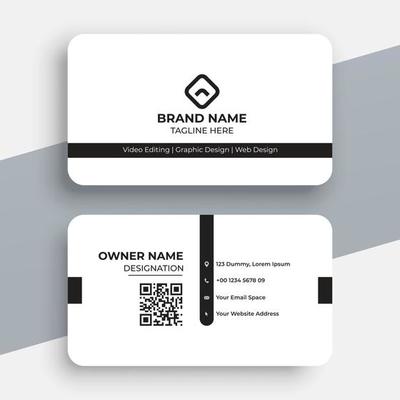 BRAND NAME
TAGLINE HERE
Video Editing | Graphic Design | Web Design
OWNER NAME
DESIGNATION
123 Dummy, Lorem Ipsum
+00 1234 5678 09
Your Email Space
Your Website Address